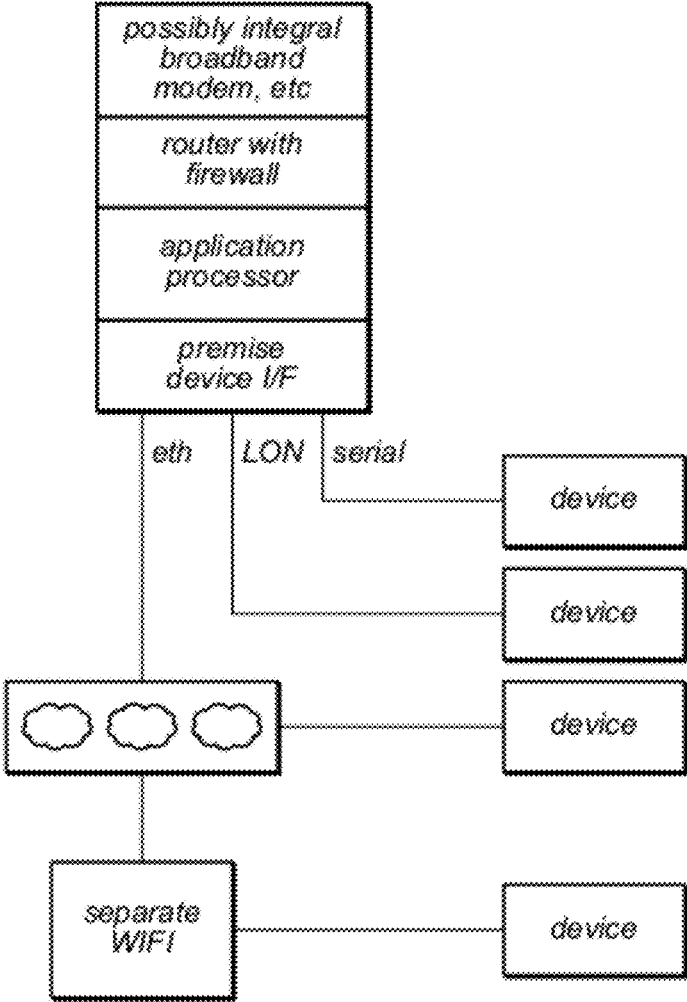 possibly integral
broadband
modem, etc
router with
firewall
application
processor
premise
device I/F
eth
LON
serial
device
device
device
separate
WIFI
device